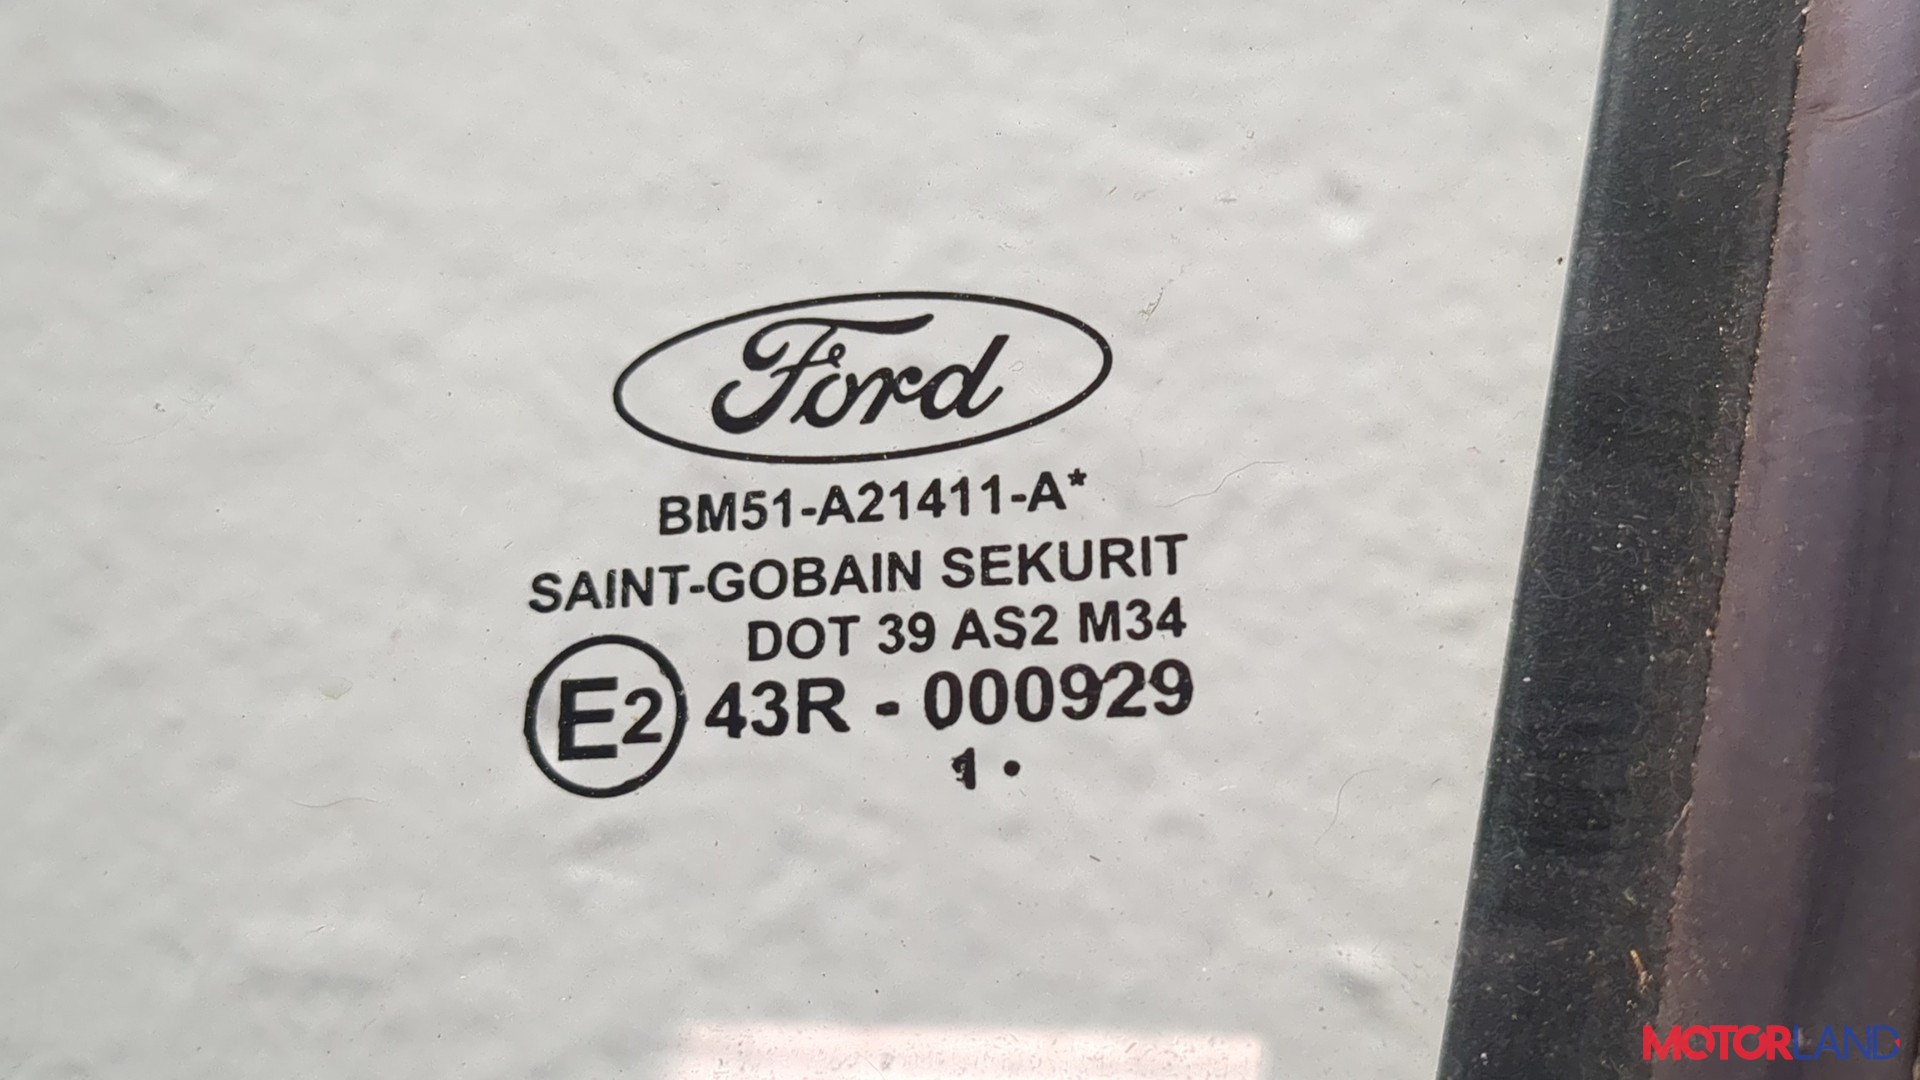 Ford
BM51-A21411-A*
SAINT-GOBAIN SEKURIT
DOT 39 AS2 M34
E2 43R - 000929
1 •
MOTORLAND